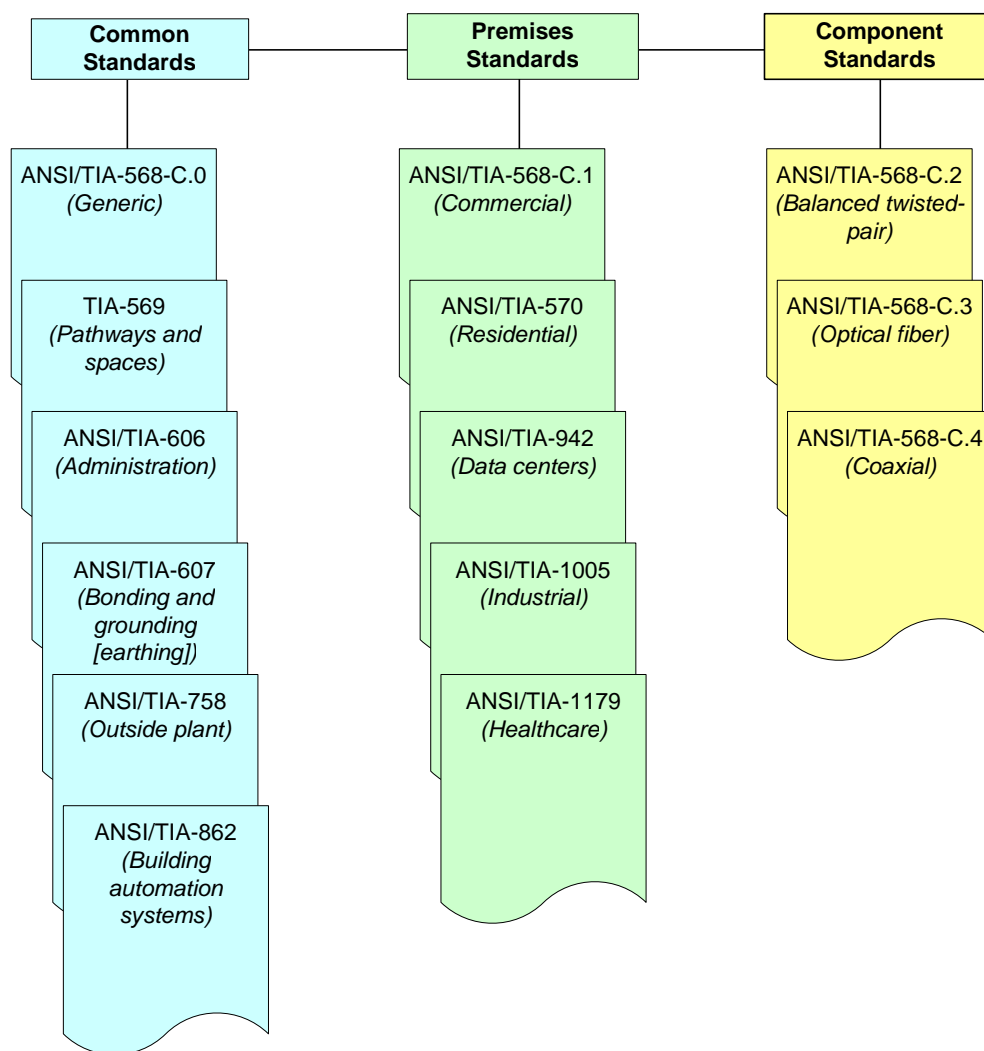 Common
Standards
Premises
Standards
Component
Standards
ANSI/TIA-568-C.0
(Generic)
TIA-569
(Pathways and
spaces)
ANSI/TIA-606
(Administration)
ANSI/TIA-607
(Bonding and
grounding
[earthing])
ANSI/TIA-758
(Outside plant)
ANSI/TIA-862
(Building
automation
systems)
ANSI/TIA-568-C.1
(Commercial)
ANSI/TIA-570
(Residential)
ANSI/TIA-942
(Data centers)
ANSI/TIA-1005
(Industrial)
ANSI/TIA-1179
(Healthcare)
ANSI/TIA-568-C.2
(Balanced twisted-
pair)
ANSI/TIA-568-C.3
(Optical fiber)
ANSI/TIA-568-C.4
(Coaxial)